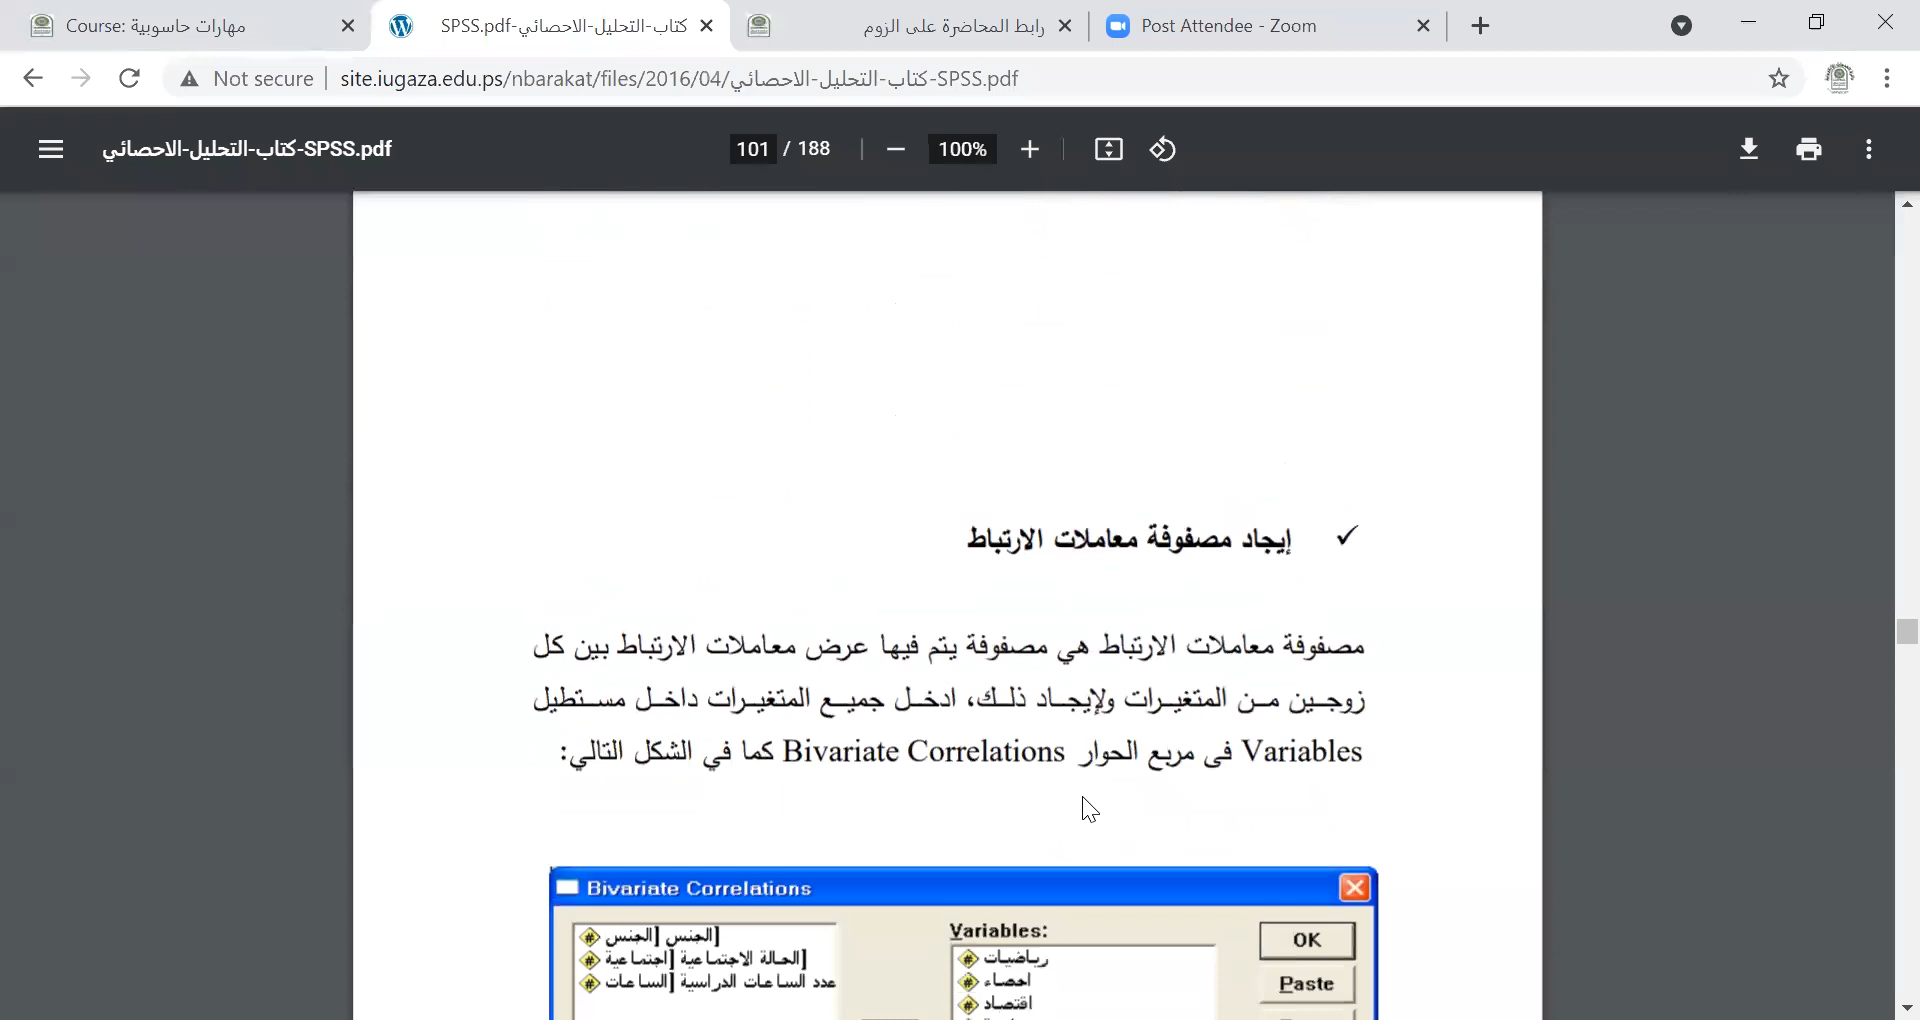 Course: مهارات حاسوبية
كتاب-التحليل-الاحصائي-SPSS.pdf
رابط المحاضرة على الزوم
Post Attendee - Zoom
Not secure
site.iugaza.edu.ps/nbarakat/files/2016/04/كتاب-التحليل-الاحصائي-SPSS.pdf
كتاب-التحليل-الاحصائي-SPSS.pdf
101 / 188
100%
إيجاد مصفوفة معاملات الارتباط
مصفوفة معاملات الارتباط هي مصفوفة يتم فيها عرض معاملات الارتباط بين كل
زوجين من المتغيرات ولإيجاد ذلك، ادخل جميع المتغيرات داخل مستطيل
Variables فى مربع الحوار Bivariate Correlations كما في الشكل التالي:
Bivariate Correlations
الجنس [الجنس]
الحالة الاجتماعية [اجتماعية]
عدد الساعات الدراسية [الساعات
Variables:
رياضيات
احصاء
اقتصاد
OK
Paste